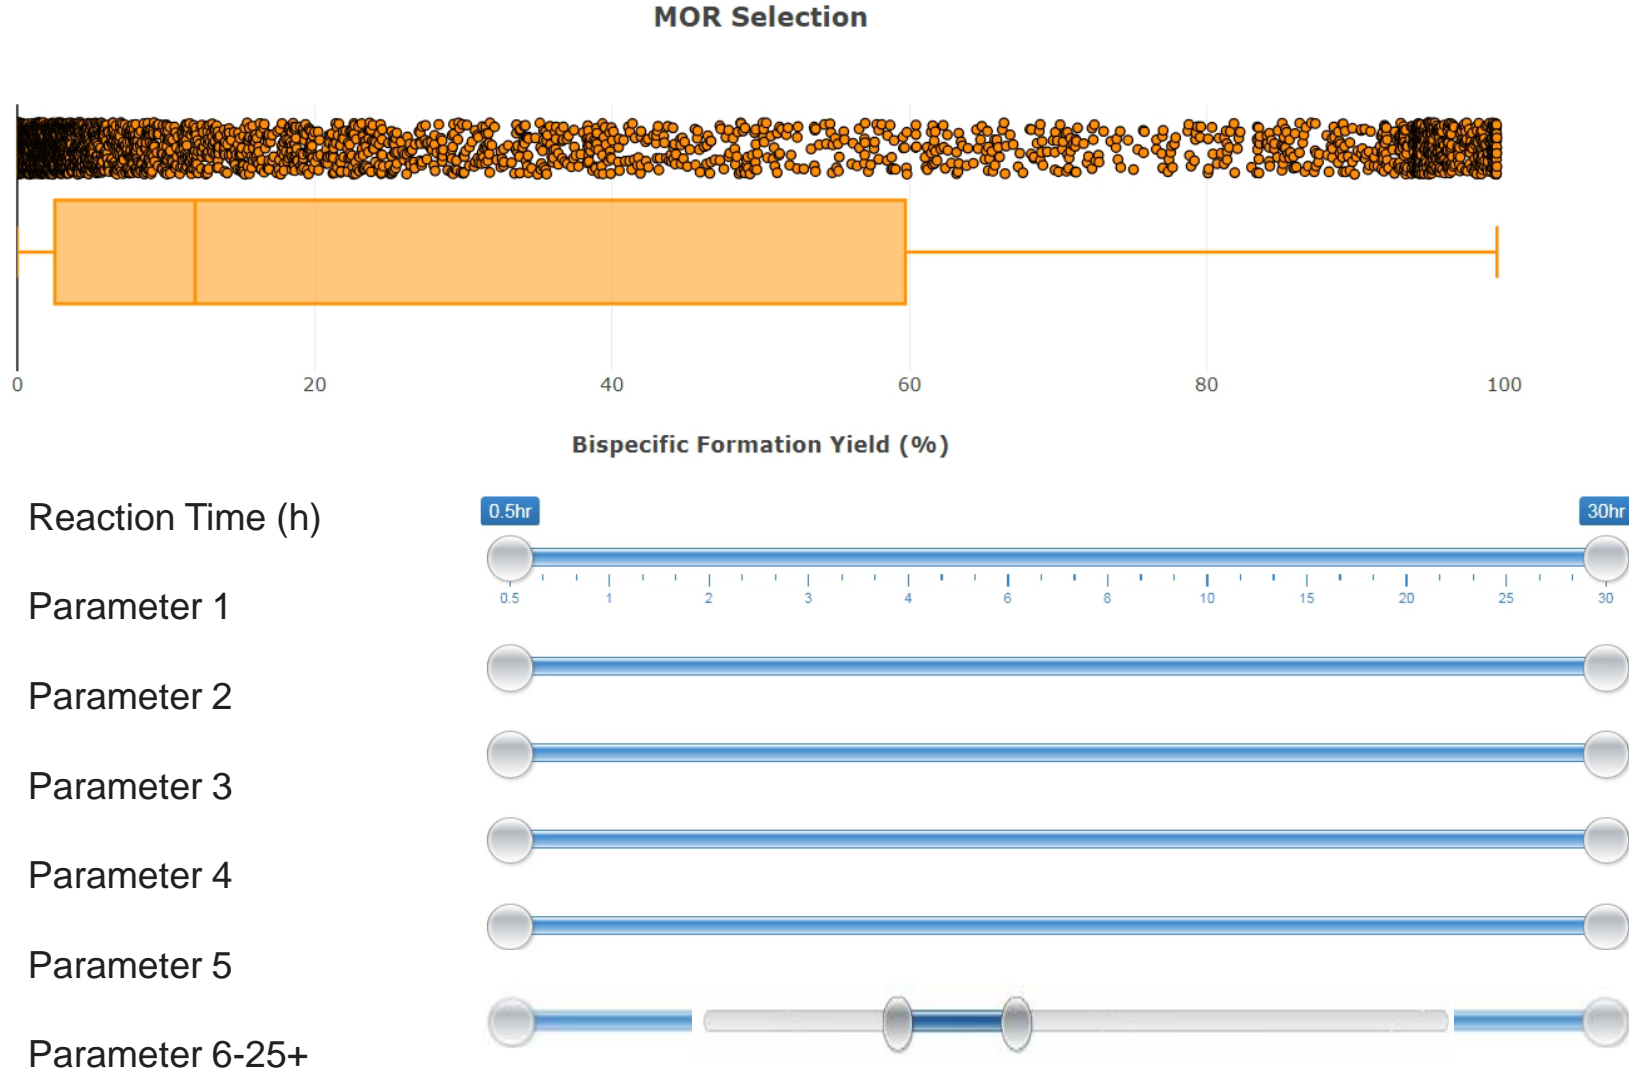 MOR Selection
0 20 40 60 80 100
Bispecific Formation Yield (%)
Reaction Time (h)
0.5hr 30hr
0.5 1 2 3 4 6 8 10 15 20 25 30
Parameter 1
Parameter 2
Parameter 3
Parameter 4
Parameter 5
Parameter 6-25+